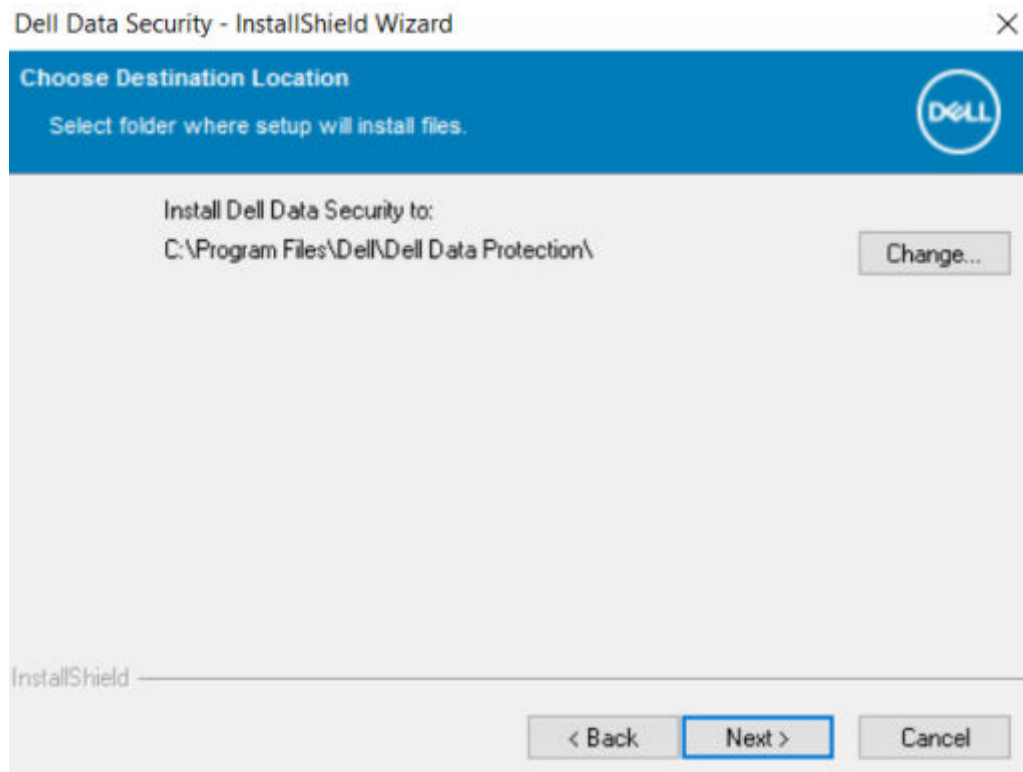 Dell Data Security - InstallShield Wizard
Choose Destination Location
Select folder where setup will install files.
DELL
Install Dell Data Security to:
C:\Program Files\Dell\Dell Data Protection\
Change...
InstallShield
< Back
Next >
Cancel